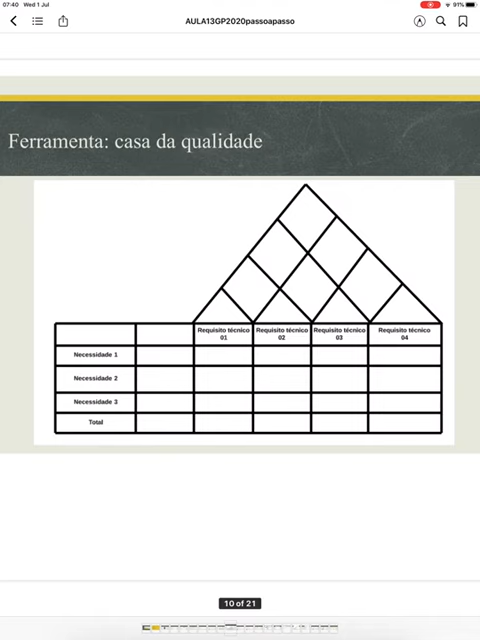 07:40 Wed 1 Jul
91%
AULA13GP2020passoapasso
Ferramenta: casa da qualidade
Requisito técnico 01
Requisito técnico 02
Requisito técnico 03
Requisito técnico 04
Necessidade 1
Necessidade 2
Necessidade 3
Total
10 of 21